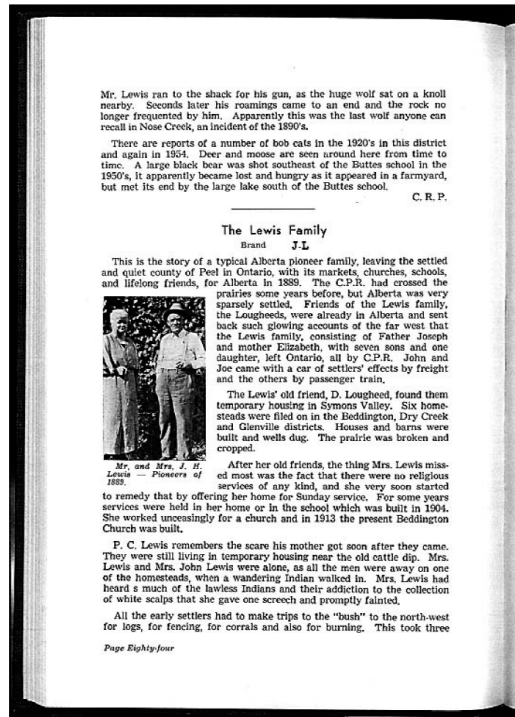 Mr. Lewis ran to the shack for his gun, as the huge wolf sat on a knoll
nearby. Seconds later his roamings came to an end and the rock no
longer frequented by him. Apparently this was the last wolf anyone can
recall in Nose Creek, an incident of the 1890's.
There are reports of a number of bob cats in the 1920's in this district
and again in 1954. Deer and moose are seen around here from time to
time. A large black bear was shot southeast of the Buttes school in the
1950's, it apparently became lost and hungry as it appeared in a farmyard,
but met its end by the large lake south of the Buttes school.
C. R. P.
The Lewis Family
Brand J-L
This is the story of a typical Alberta pioneer family, leaving the settled
and quiet county of Peel in Ontario, with its markets, churches, schools,
and lifelong friends, for Alberta in 1889. The C.P.R. had crossed the
prairies some years before, but Alberta was very
sparsely settled. Friends of the Lewis family,
the Lougheeds, were already in Alberta and sent
back such glowing accounts of the far west that
the Lewis family, consisting of Father Joseph
and mother Elizabeth, with seven sons and one
daughter, left Ontario, all by C.P.R. John and
Joe came with a car of settlers' effects by freight
and the others by passenger train.
The Lewis' old friend, D. Lougheed, found them
temporary housing in Symons Valley. Six home-
steads were filed on in the Beddington, Dry Creek
and Glenville districts. Houses and barns were
built and wells dug. The prairie was broken and
cropped.
Mr. and Mrs. J. H.
Lewis — Pioneers of
1889.
After her old friends, the thing Mrs. Lewis miss-
ed most was the fact that there were no religious
services of any kind, and she very soon started
to remedy that by offering her home for Sunday service. For some years
services were held in her home or in the school which was built in 1904.
She worked unceasingly for a church and in 1913 the present Beddington
Church was built.
P. C. Lewis remembers the scare his mother got soon after they came.
They were still living in temporary housing near the old cattle dip. Mrs.
Lewis and Mrs. John Lewis were alone, as all the men were away on one
of the homesteads, when a wandering Indian walked in. Mrs. Lewis had
heard s much of the lawless Indians and their addiction to the collection
of white scalps that she gave one screech and promptly fainted.
All the early settlers had to make trips to the "bush" to the north-west
for logs, for fencing, for corrals and also for burning. This took three
Page Eighty-four